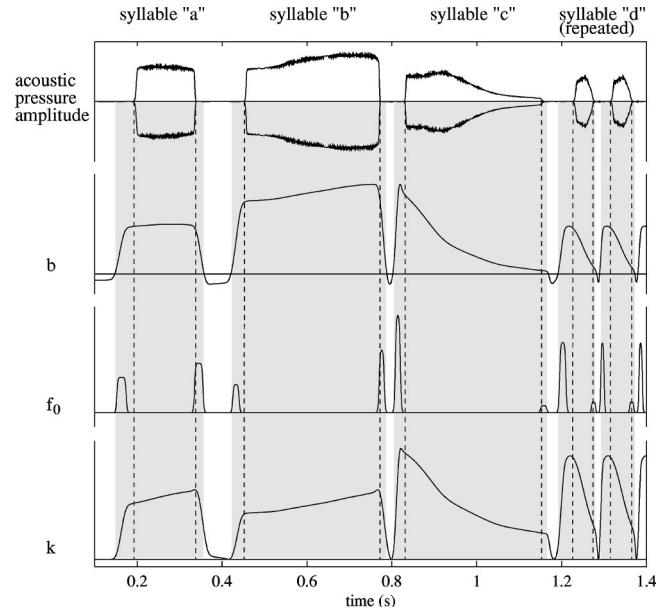 syllable "a" syllable "b" syllable "c" syllable "d"
(repeated)
acoustic
pressure
amplitude
b
f0
k
0.2 0.4 0.6 0.8 1 1.2 1.4
time (s)